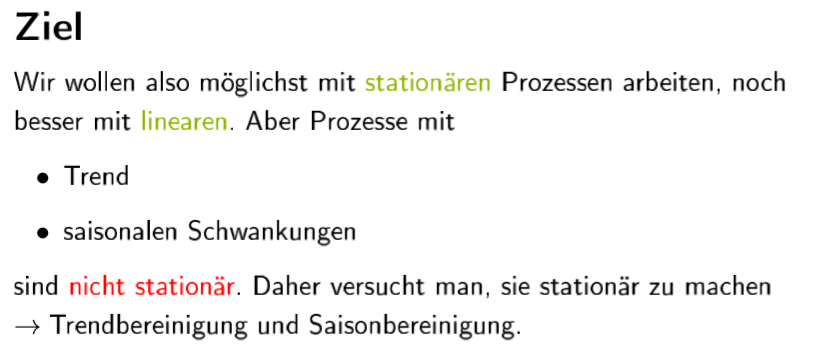 Ziel
Wir wollen also möglichst mit stationären Prozessen arbeiten, noch
besser mit linearen. Aber Prozesse mit
• Trend
• saisonalen Schwankungen
sind nicht stationär. Daher versucht man, sie stationär zu machen
→ Trendbereinigung und Saisonbereinigung.